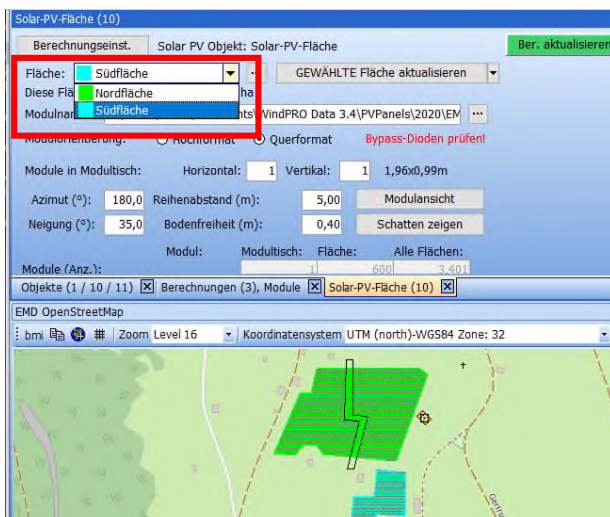 Solar-PV-Fläche (10)
Berechnungseinst. Solar PV Objekt: Solar-PV-Fläche Ber. aktualisieren
Fläche: Südfläche ... GEWÄHLTE Fläche aktualisieren
Nordfläche
Südfläche
Diese Flä ha
Modulnar nts\WindPRO Data 3.4\PVPanels\2020\EM ...
Modulorientierung: Hochformat Querformat Bypass-Dioden prüfen!
Module in Modultisch: Horizontal: 1 Vertikal: 1 1,96x0,99m
Azimut (°): 180,0 Reihenabstand (m): 5,00 Modulansicht
Neigung (°): 35,0 Bodenfreiheit (m): 0,40 Schatten zeigen
Modul: Modultisch: Fläche: Alle Flächen:
Module (Anz.): 1 600 3.401
Objekte (1 / 10 / 11) Berechnungen (3), Module Solar-PV-Fläche (10)
EMD OpenStreetMap
bmi Zoom Level 16 Koordinatensystem UTM (north)-WGS84 Zone: 32